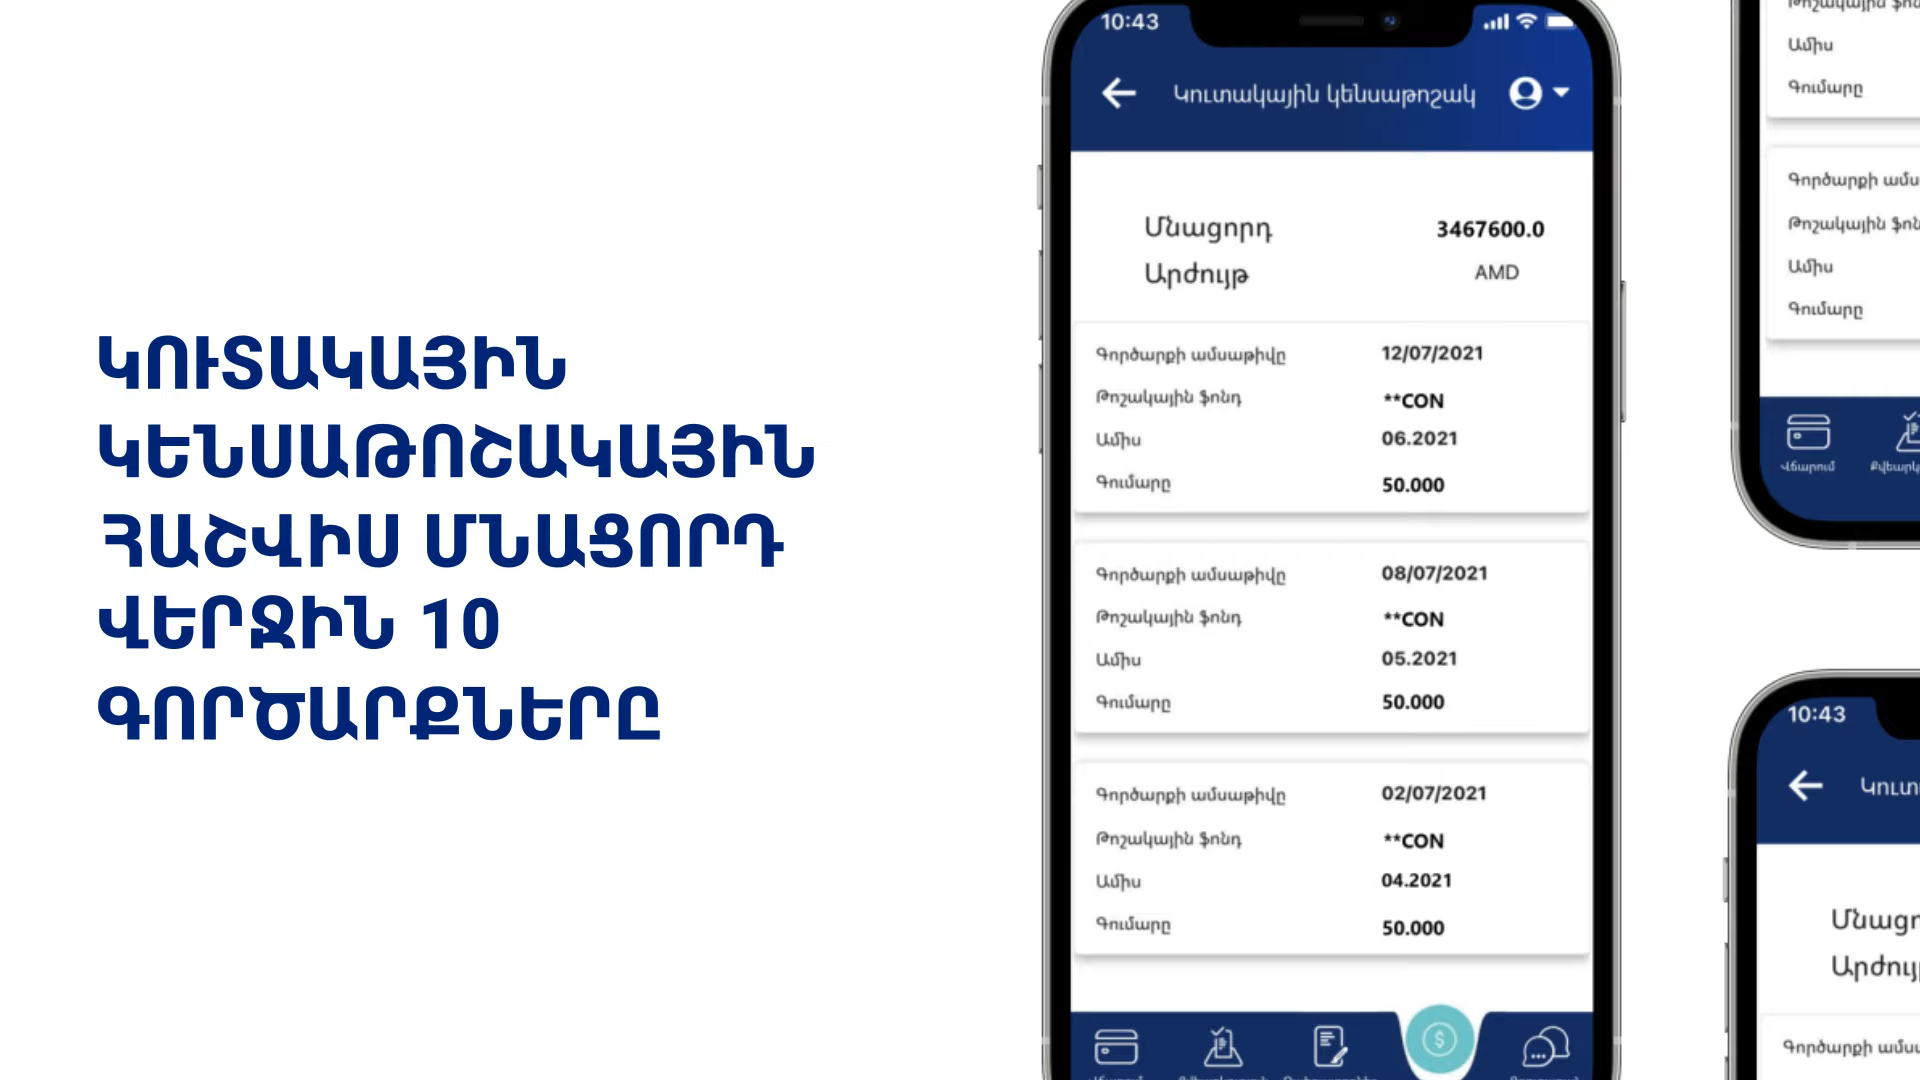 ԿՈՒՏԱԿԱՅԻՆ
ԿԵՆՍԱԹՈՇԱԿԱՅԻՆ
ՀԱՇՎԻՍ ՄՆԱՑՈՐԴ
ՎԵՐՋԻՆ 10
ԳՈՐԾԱՐՔՆԵՐԸ
10:43
Կուտակային կենսաթոշակ
Մնացորդ 3467600.0
Արժույթ AMD
Գործարքի ամսաթիվը 12/07/2021
Թոշակային ֆոնդ **CON
Ամիս 06.2021
Գումարը 50.000
Գործարքի ամսաթիվը 08/07/2021
Թոշակային ֆոնդ **CON
Ամիս 05.2021
Գումարը 50.000
Գործարքի ամսաթիվը 02/07/2021
Թոշակային ֆոնդ **CON
Ամիս 04.2021
Գումարը 50.000
Ամիս
Գումարը
Գործարքի
Թոշակային
Ամիս
Գումարը
Վճարում
10:43
Գործարքի